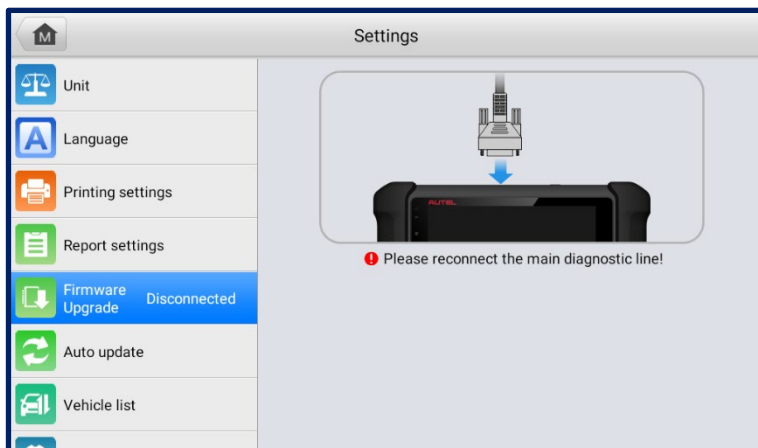 M
Settings
Unit
A Language
Printing settings
Report settings
Firmware
Upgrade Disconnected
Auto update
Vehicle list
AUTEL
Please reconnect the main diagnostic line!